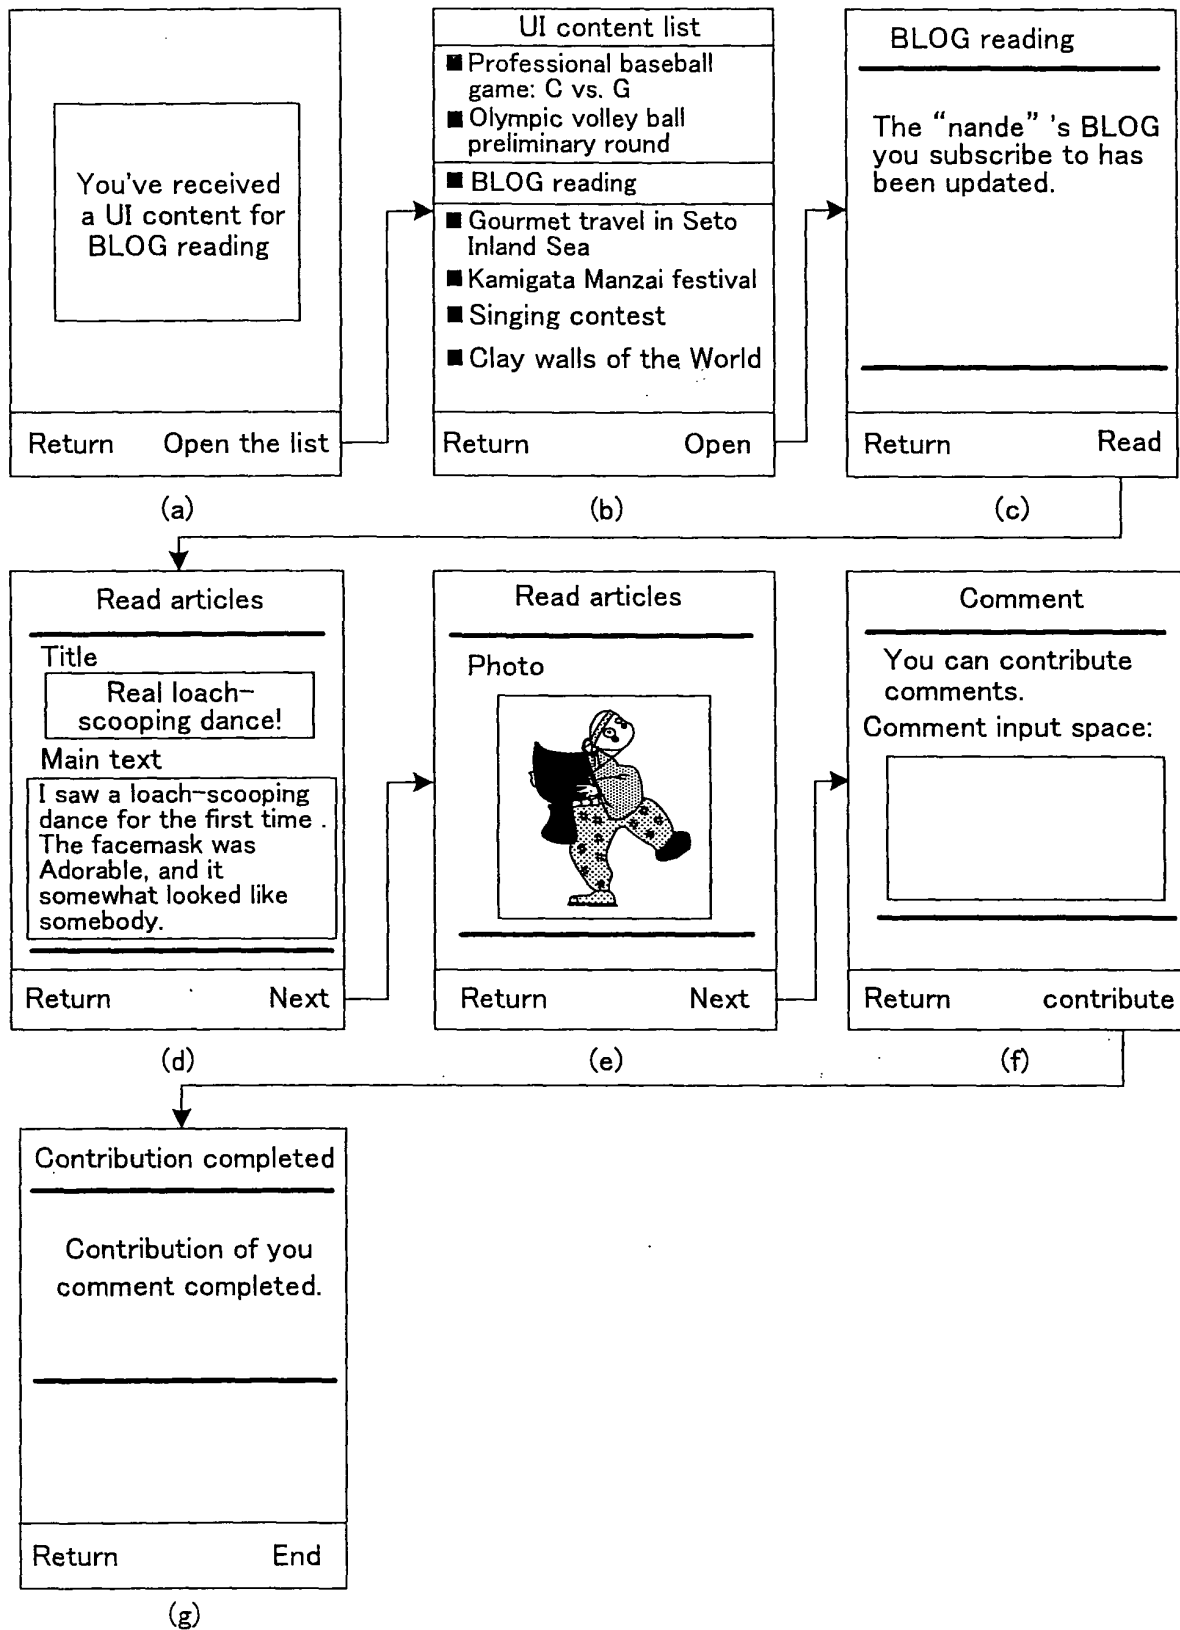 You've received
a UI content for
BLOG reading
Return Open the list
(a)
UI content list
■ Professional baseball
game: C vs. G
■ Olympic volley ball
preliminary round
■ BLOG reading
■ Gourmet travel in Seto
Inland Sea
■ Kamigata Manzai festival
■ Singing contest
■ Clay walls of the World
Return Open
(b)
BLOG reading
The “nande” 's BLOG
you subscribe to has
been updated.
Return Read
(c)
Read articles
Title
Real loach-
scooping dance!
Main text
I saw a loach-scooping
dance for the first time .
The facemask was
Adorable, and it
somewhat looked like
somebody.
Return Next
(d)
Read articles
Photo
Return Next
(e)
Comment
You can contribute
comments.
Comment input space:
Return contribute
(f)
Contribution completed
Contribution of you
comment completed.
Return End
(g)